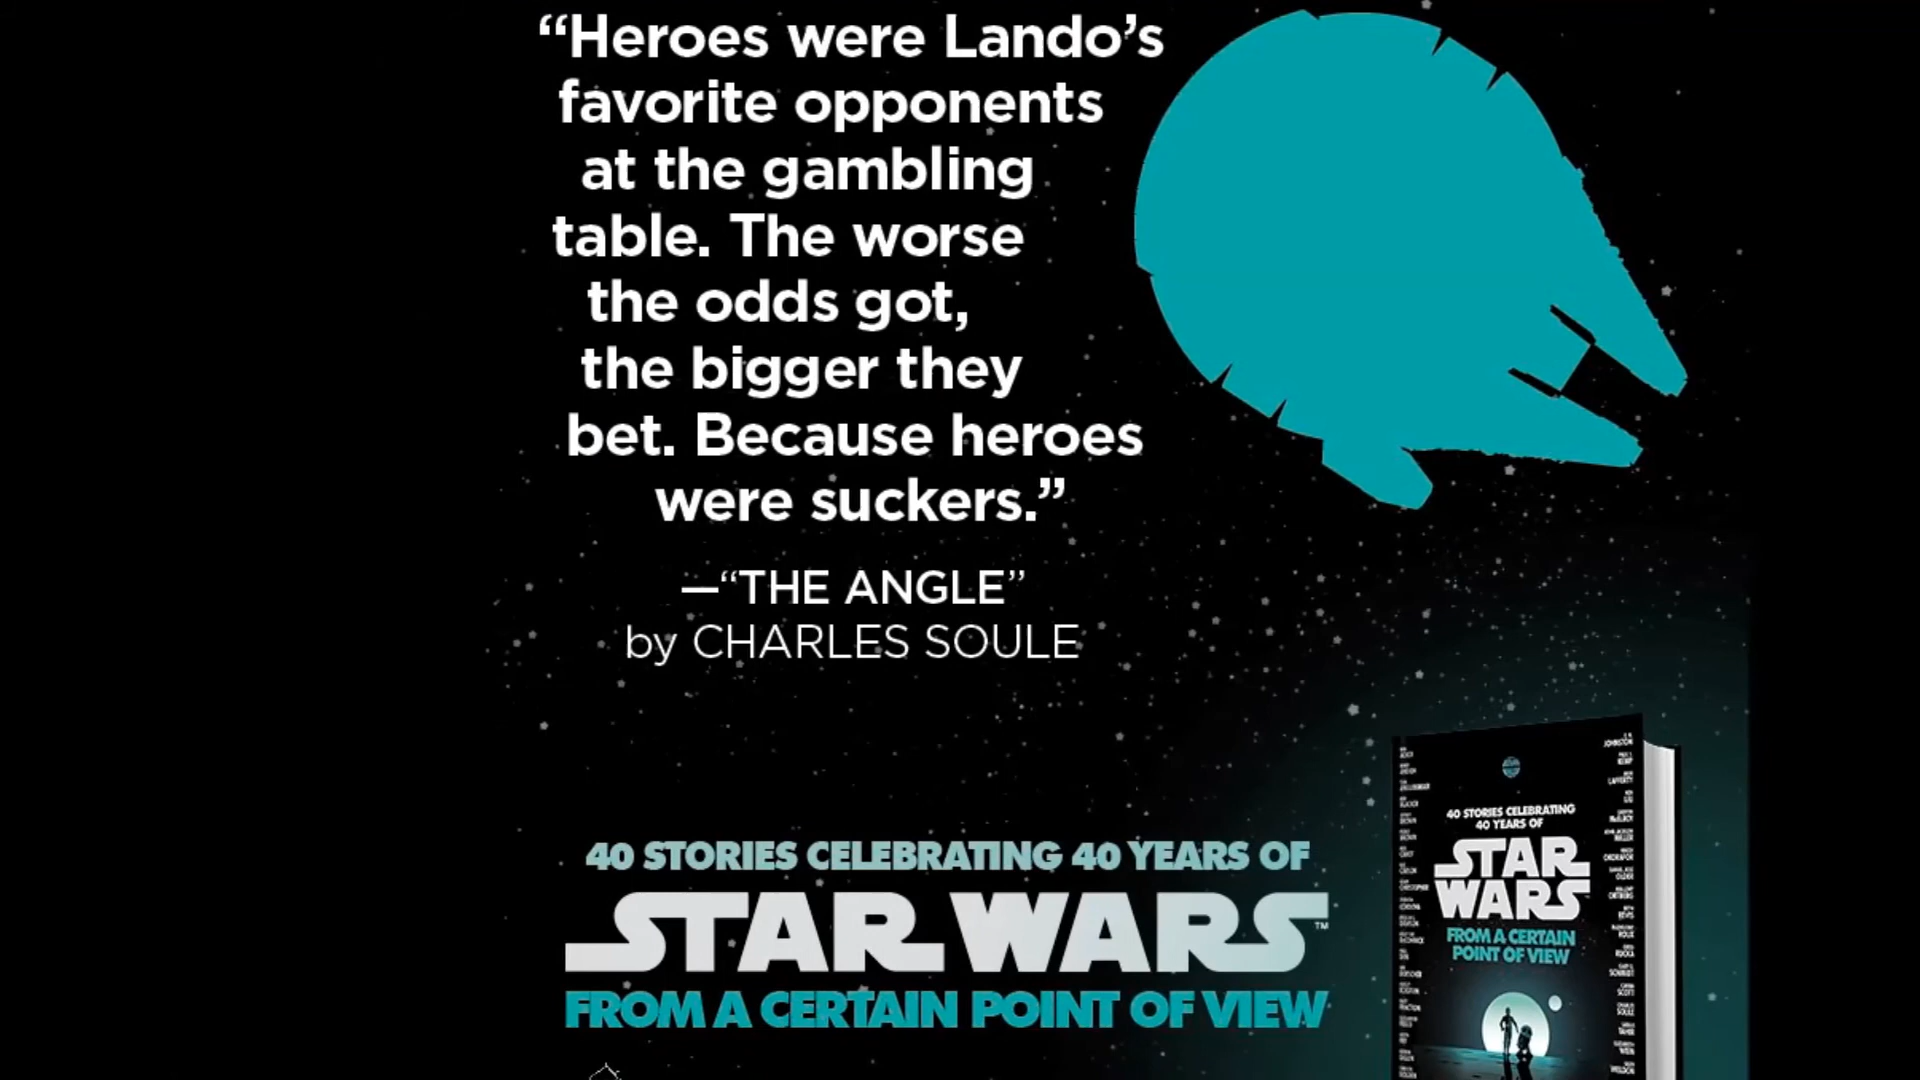 “Heroes were Lando’s
favorite opponents
at the gambling
table. The worse
the odds got,
the bigger they
bet. Because heroes
were suckers.”
—“THE ANGLE”
by CHARLES SOULE
40 STORIES CELEBRATING 40 YEARS OF
STAR WARS™
FROM A CERTAIN POINT OF VIEW
40 STORIES CELEBRATING
40 YEARS OF
STAR
WARS
FROM A CERTAIN
POINT OF VIEW